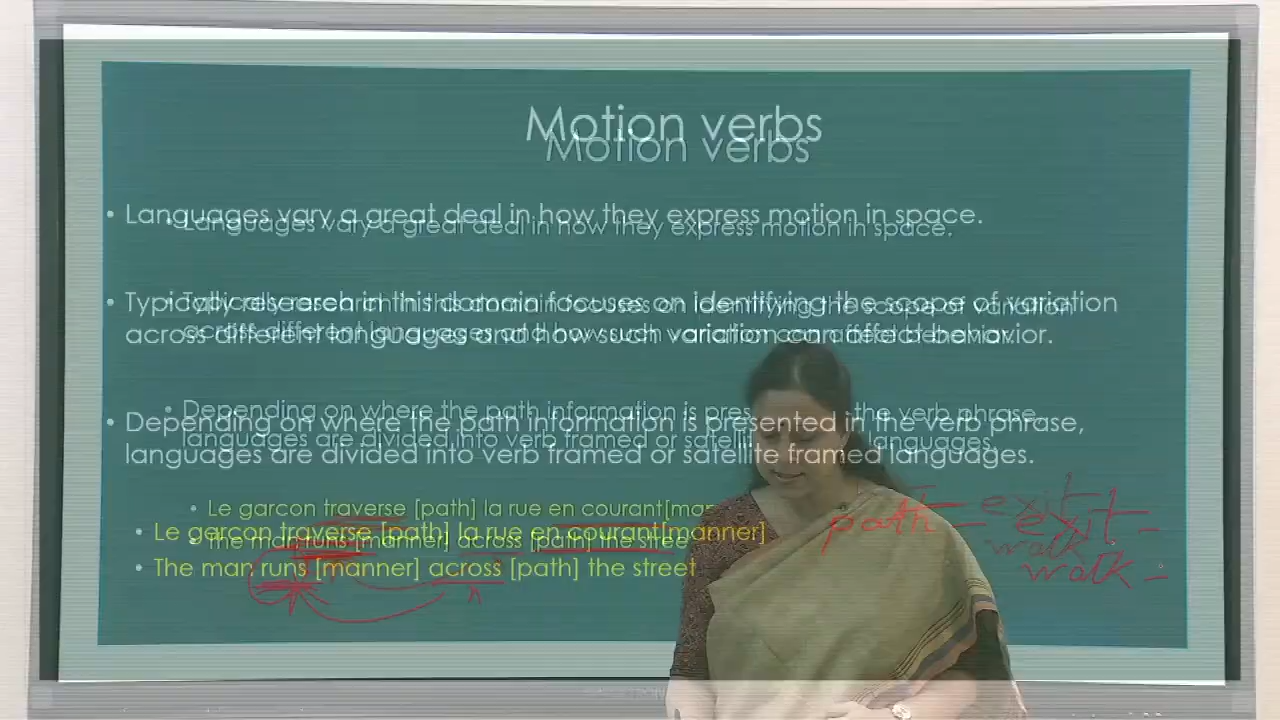 Motion verbs
• Languages vary a great deal in how they express motion in space.
• Typically research in this domain focuses on identifying the scope of variation
across different languages and how such variation can affect behavior.
• Depending on where the path information is presented in the verb phrase,
languages are divided into verb framed or satellite framed languages.
• Le garcon traverse [path] la rue en courant[manner]
• The man runs [manner] across [path] the street
path = exit -
walk =